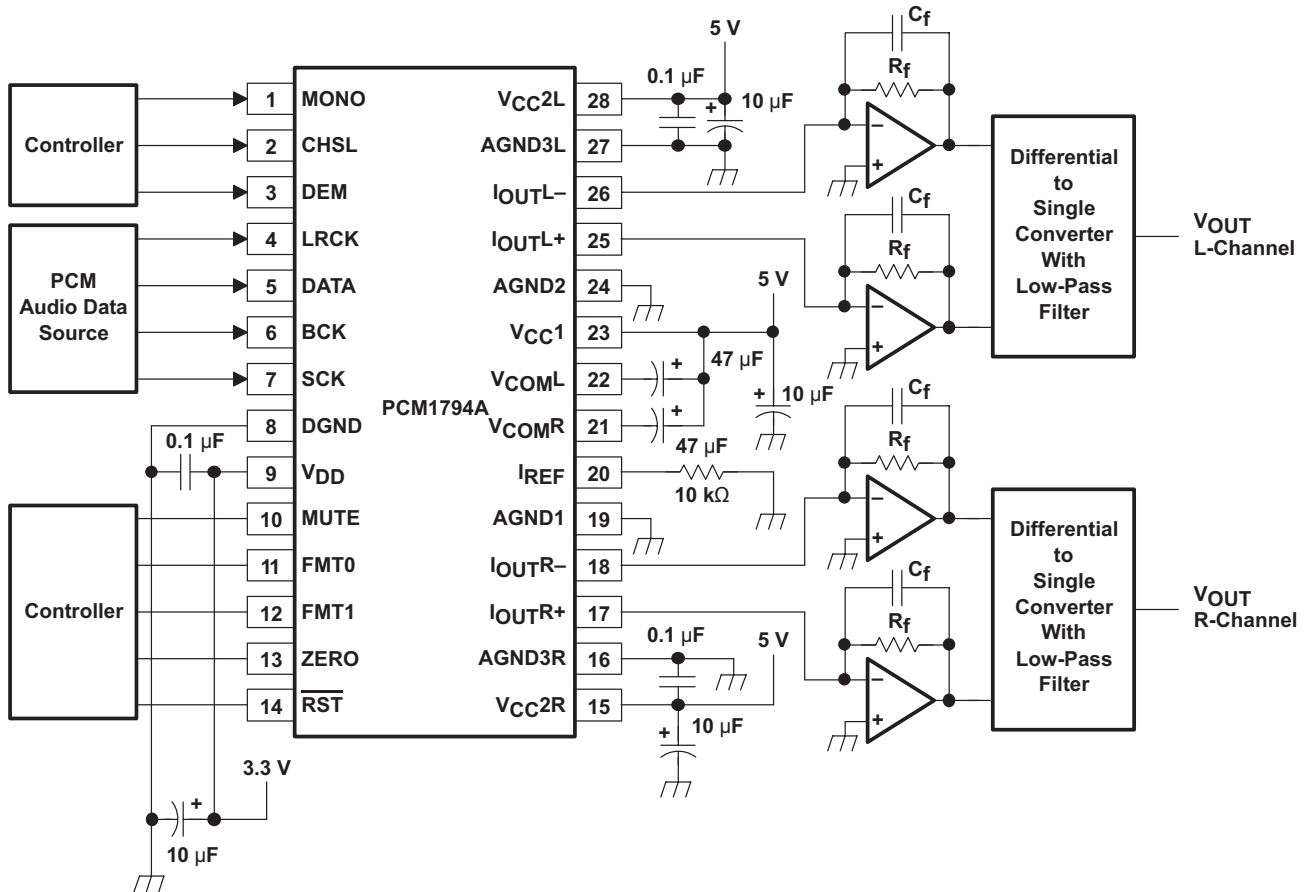 Controller
PCM
Audio Data
Source
Controller
1 MONO
2 CHSL
3 DEM
4 LRCK
5 DATA
6 BCK
7 SCK
8 DGND
9 VDD
10 MUTE
11 FMT0
12 FMT1
13 ZERO
14 RST
0.1 µF
3.3 V
+
10 µF
PCM1794A
VCC2L 28
AGND3L 27
IOUTL– 26
IOUTL+ 25
AGND2 24
VCC1 23
VCOML 22
VCOMR 21
IREF 20
AGND1 19
IOUTR– 18
IOUTR+ 17
AGND3R 16
VCC2R 15
5 V
0.1 µF
+
10 µF
5 V
+
47 µF
+
47 µF
+
10 µF
10 kΩ
0.1 µF
5 V
+
10 µF
Cf
Rf
–
+
Cf
Rf
–
+
Cf
Rf
–
+
Cf
Rf
–
+
Differential
to
Single
Converter
With
Low-Pass
Filter
VOUT
L-Channel
Differential
to
Single
Converter
With
Low-Pass
Filter
VOUT
R-Channel